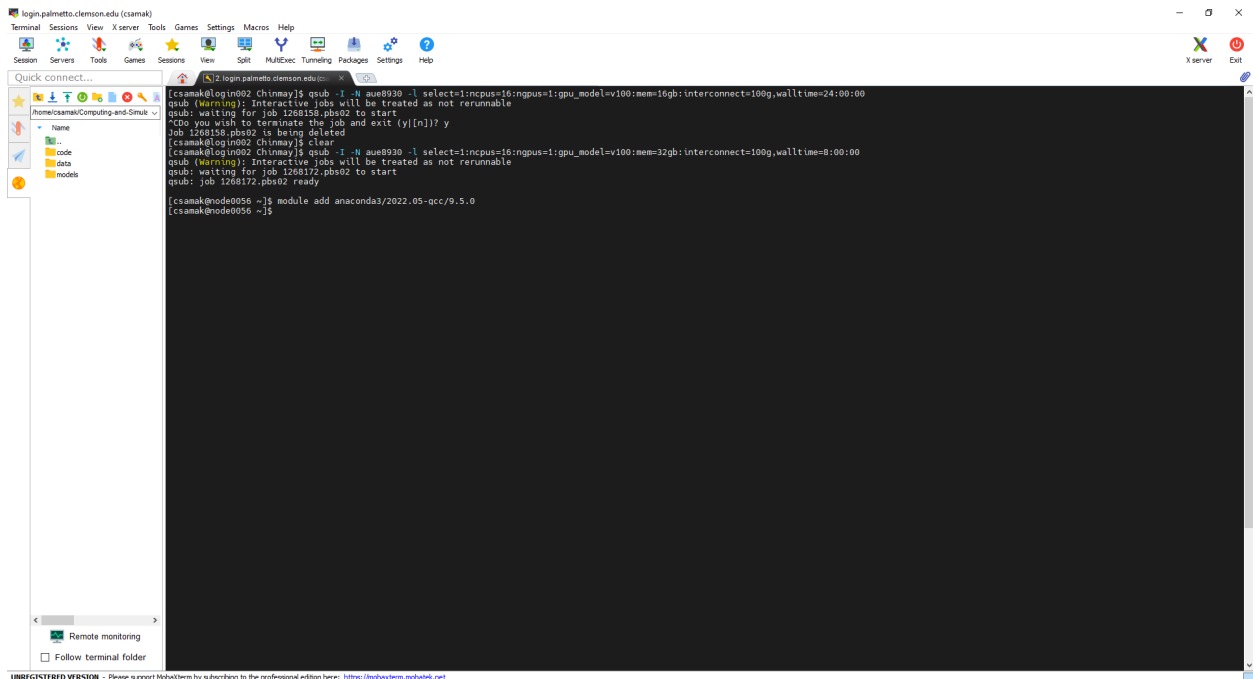 login.palmetto.clemson.edu (csamak)
Terminal Sessions View X server Tools Games Settings Macros Help
Session Servers Tools Games Sessions View Split MultiExec Tunneling Packages Settings Help X server Exit
Quick connect...
2. login.palmetto.clemson.edu (cs
/home/csamak/Computing-and-Simula
Name
..
code
data
models
[csamak@login002 Chinmay]$ qsub -I -N aue8930 -l select=1:ncpus=16:ngpus=1:gpu_model=v100:mem=16gb:interconnect=100g,walltime=24:00:00
qsub (Warning): Interactive jobs will be treated as not rerunnable
qsub: waiting for job 1268158.pbs02 to start
^CDo you wish to terminate the job and exit (y|[n])? y
Job 1268158.pbs02 is being deleted
[csamak@login002 Chinmay]$ clear
[csamak@login002 Chinmay]$ qsub -I -N aue8930 -l select=1:ncpus=16:ngpus=1:gpu_model=v100:mem=32gb:interconnect=100g,walltime=8:00:00
qsub (Warning): Interactive jobs will be treated as not rerunnable
qsub: waiting for job 1268172.pbs02 to start
qsub: job 1268172.pbs02 ready
[csamak@node0056 ~]$ module add anaconda3/2022.05-gcc/9.5.0
[csamak@node0056 ~]$
Remote monitoring
Follow terminal folder
UNREGISTERED VERSION - Please support MobaXterm by subscribing to the professional edition here: https://mobaxterm.mobatek.net